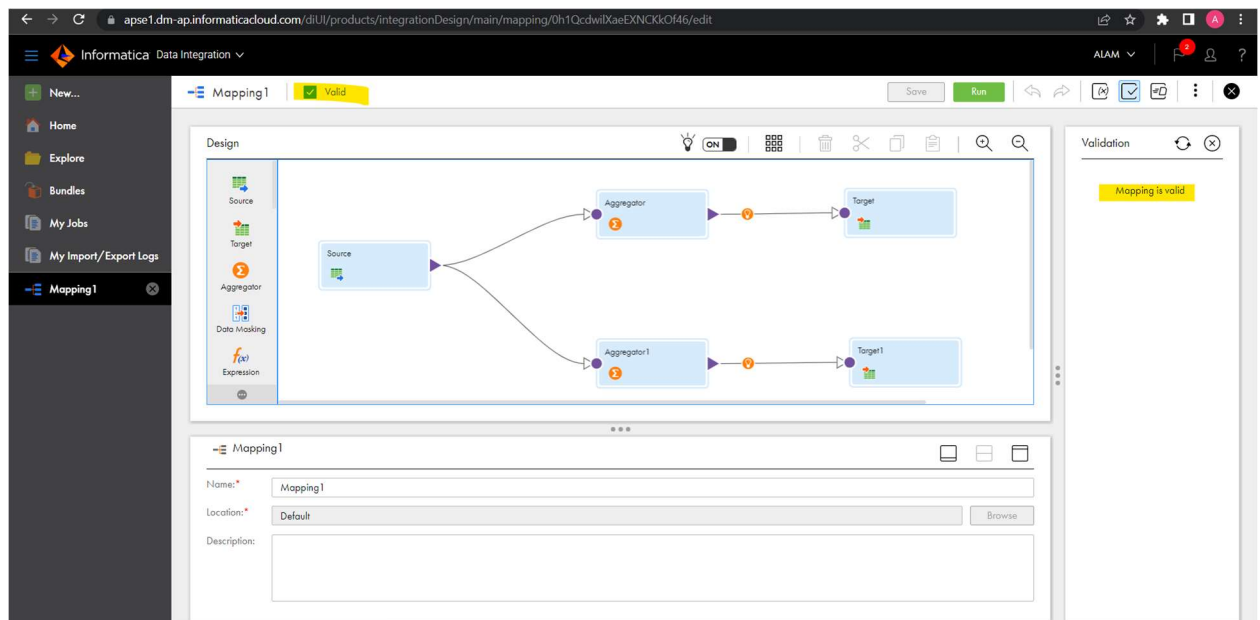 apse1.dm-ap.informaticacloud.com/diUI/products/integrationDesign/main/mapping/0h1QcdwilXaeEXNCKkOf46/edit
A
Informatica Data Integration
ALAM
2
?
New...
Home
Explore
Bundles
My Jobs
My Import/Export Logs
Mapping1
Mapping1
Valid
Save
Run
Design
ON
Source
Target
Aggregator
Data Masking
f(x)
Expression
Source
Aggregator
Target
Aggregator1
Target1
Validation
Mapping is valid
Mapping1
Name:*
Mapping1
Location:*
Default
Browse
Description: